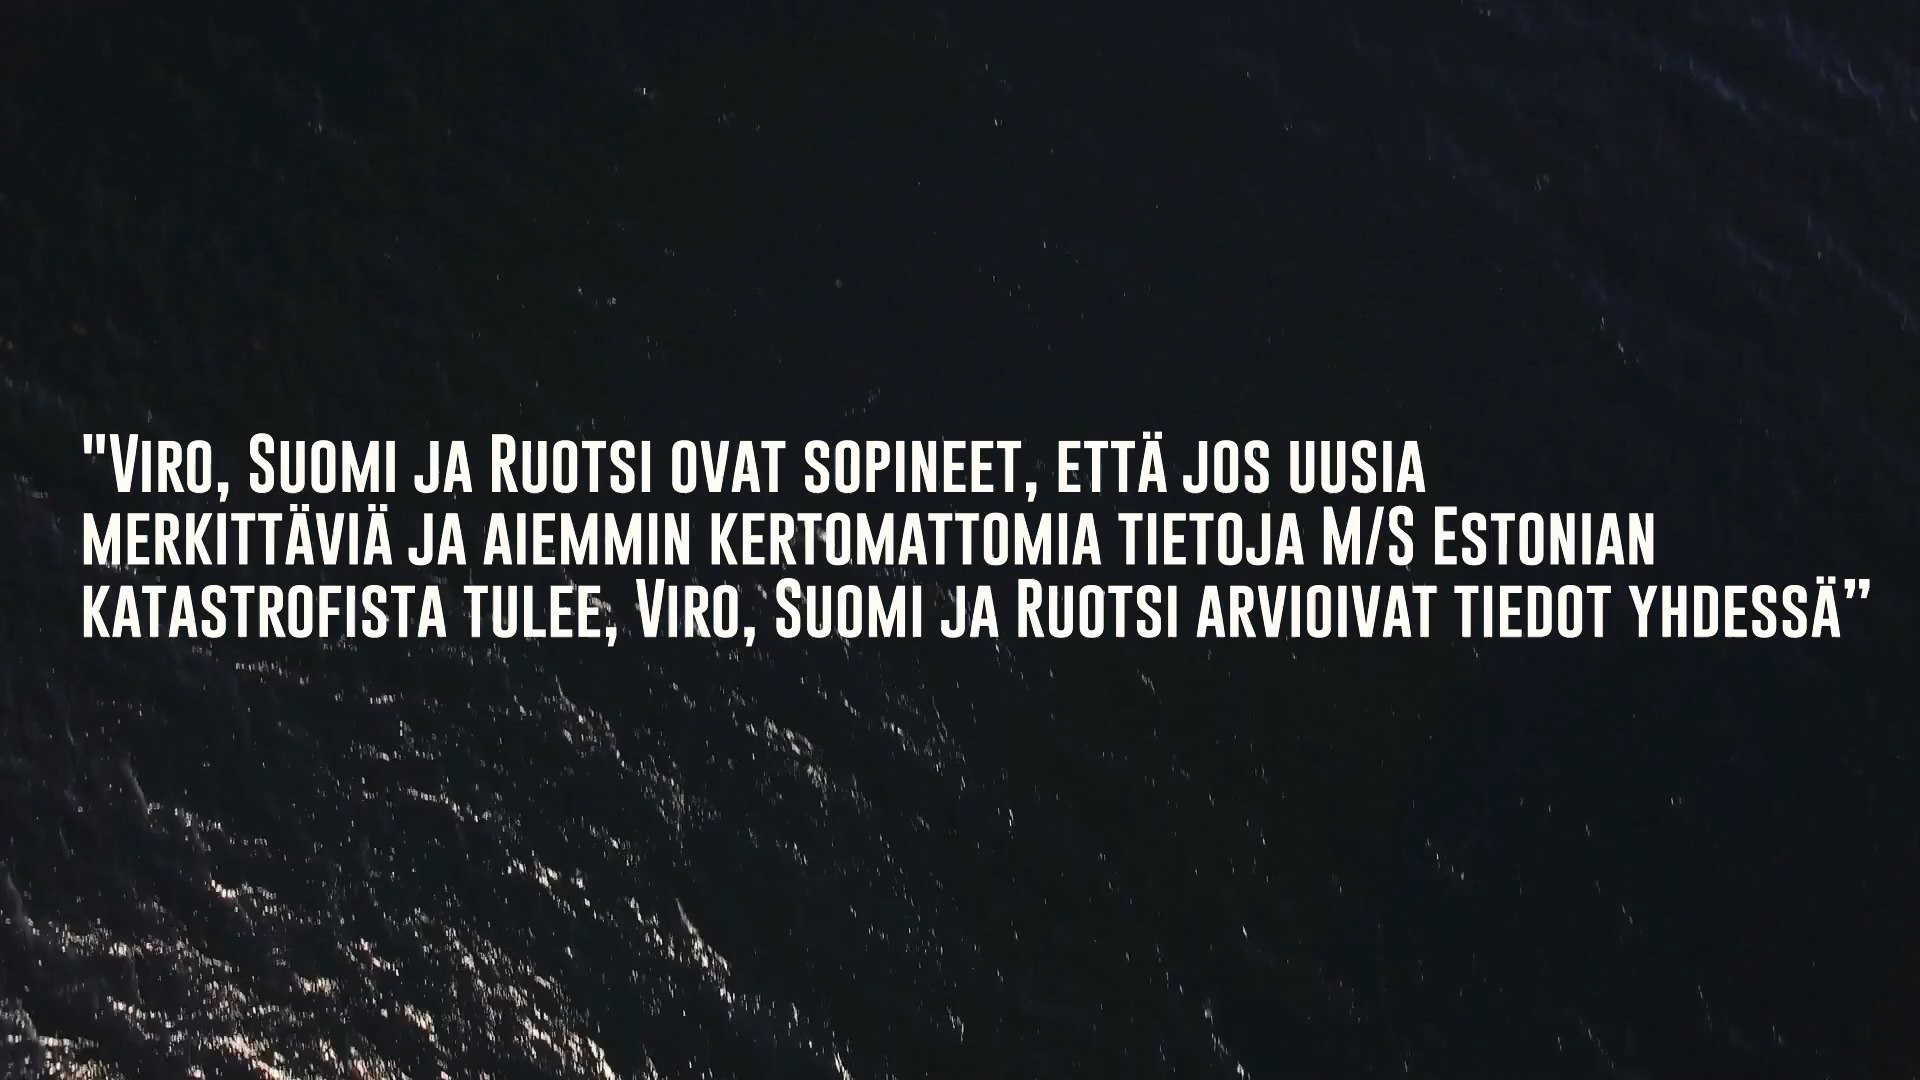 "Viro, Suomi ja Ruotsi ovat sopineet, että jos uusia
merkittäviä ja aiemmin kertomattomia tietoja M/S Estonian
katastrofista tulee, Viro, Suomi ja Ruotsi arvioivat tiedot yhdessä”